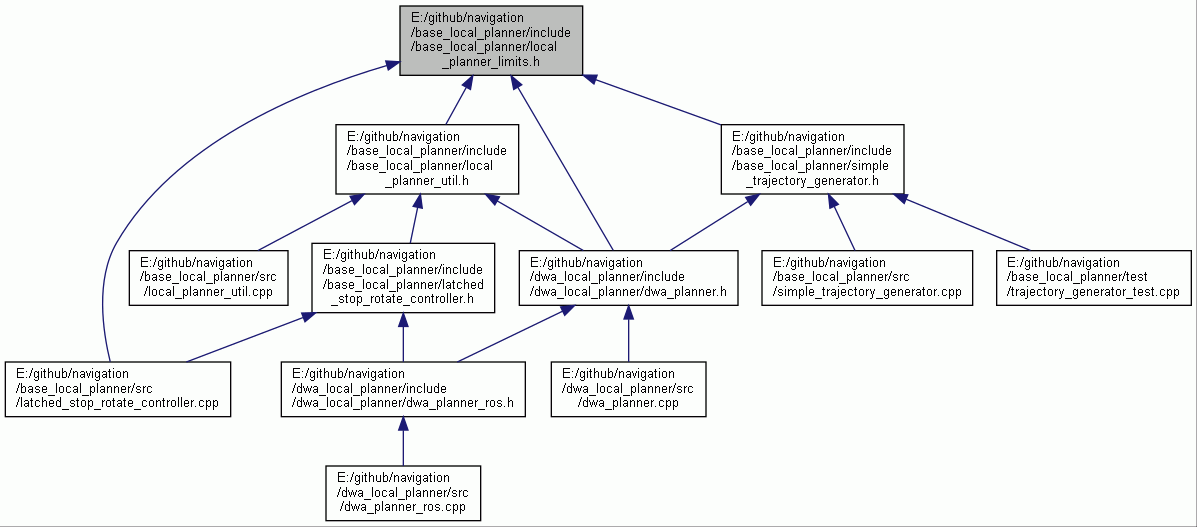 E:/github/navigation
/base_local_planner/include
/base_local_planner/local
_planner_limits.h
E:/github/navigation
/base_local_planner/include
/base_local_planner/local
_planner_util.h
E:/github/navigation
/base_local_planner/include
/base_local_planner/simple
_trajectory_generator.h
E:/github/navigation
/base_local_planner/src
/local_planner_util.cpp
E:/github/navigation
/base_local_planner/include
/base_local_planner/latched
_stop_rotate_controller.h
E:/github/navigation
/dwa_local_planner/include
/dwa_local_planner/dwa_planner.h
E:/github/navigation
/base_local_planner/src
/simple_trajectory_generator.cpp
E:/github/navigation
/base_local_planner/test
/trajectory_generator_test.cpp
E:/github/navigation
/base_local_planner/src
/latched_stop_rotate_controller.cpp
E:/github/navigation
/dwa_local_planner/include
/dwa_local_planner/dwa_planner_ros.h
E:/github/navigation
/dwa_local_planner/src
/dwa_planner.cpp
E:/github/navigation
/dwa_local_planner/src
/dwa_planner_ros.cpp